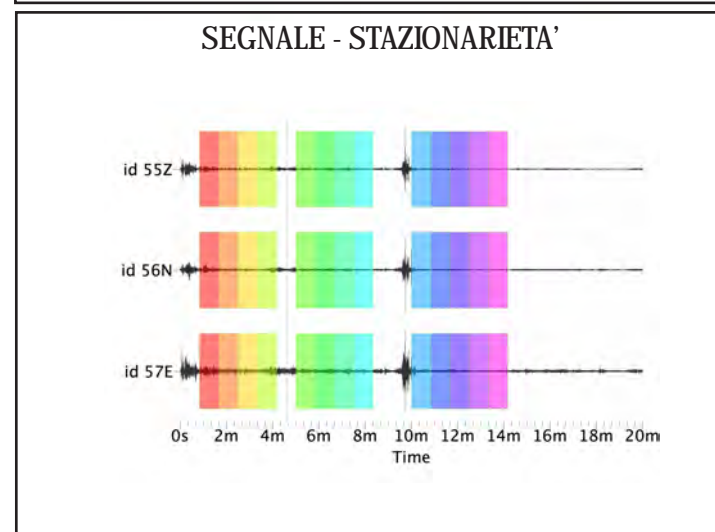 SEGNALE - STAZIONARIETA'
id 55Z
id 56N
id 57E
0s 2m 4m 6m 8m 10m 12m 14m 16m 18m 20m
Time